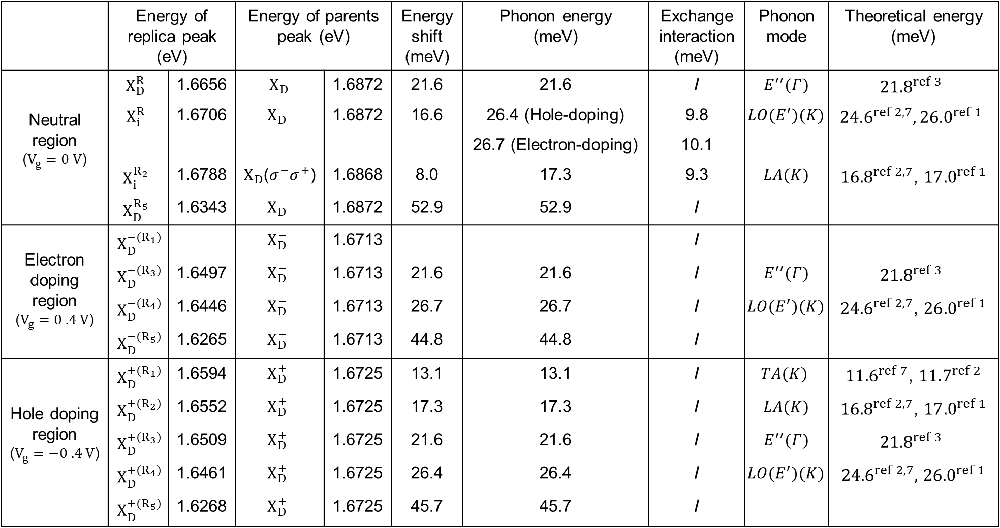 Energy of replica peak (eV) Energy of parents peak (eV) Energy shift (meV) Phonon energy (meV) Exchange interaction (meV) Phonon mode Theoretical energy (meV)
Neutral region (V_g = 0 V)
X_D^R 1.6656 X_D 1.6872 21.6 21.6 / E′′(Γ) 21.8^ref 3
X_i^R 1.6706 X_D 1.6872 16.6 26.4 (Hole-doping) 9.8 LO(E′)(K) 24.6^ref 2,7, 26.0^ref 1
26.7 (Electron-doping) 10.1
X_i^R₂ 1.6788 X_D(σ⁻σ⁺) 1.6868 8.0 17.3 9.3 LA(K) 16.8^ref 2,7, 17.0^ref 1
X_D^R₅ 1.6343 X_D 1.6872 52.9 52.9 /
Electron doping region (V_g = 0 .4 V)
X_D^−(R₁) X_D^− 1.6713 /
X_D^−(R₃) 1.6497 X_D^− 1.6713 21.6 21.6 / E′′(Γ) 21.8^ref 3
X_D^−(R₄) 1.6446 X_D^− 1.6713 26.7 26.7 / LO(E′)(K) 24.6^ref 2,7, 26.0^ref 1
X_D^−(R₅) 1.6265 X_D^− 1.6713 44.8 44.8 /
Hole doping region (V_g = −0 .4 V)
X_D^+(R₁) 1.6594 X_D^+ 1.6725 13.1 13.1 / TA(K) 11.6^ref 7, 11.7^ref 2
X_D^+(R₂) 1.6552 X_D^+ 1.6725 17.3 17.3 / LA(K) 16.8^ref 2,7, 17.0^ref 1
X_D^+(R₃) 1.6509 X_D^+ 1.6725 21.6 21.6 / E′′(Γ) 21.8^ref 3
X_D^+(R₄) 1.6461 X_D^+ 1.6725 26.4 26.4 / LO(E′)(K) 24.6^ref 2,7, 26.0^ref 1
X_D^+(R₅) 1.6268 X_D^+ 1.6725 45.7 45.7 /